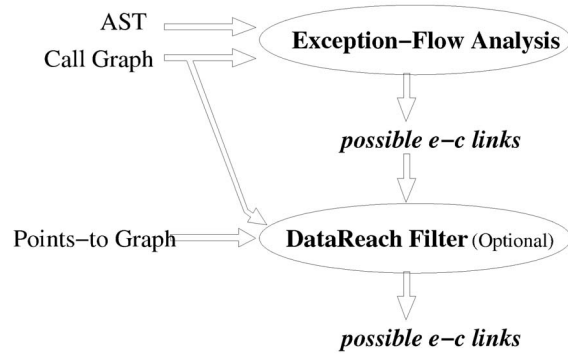 AST
Call Graph
Exception−Flow Analysis
possible e−c links
Points−to Graph
DataReach Filter (Optional)
possible e−c links